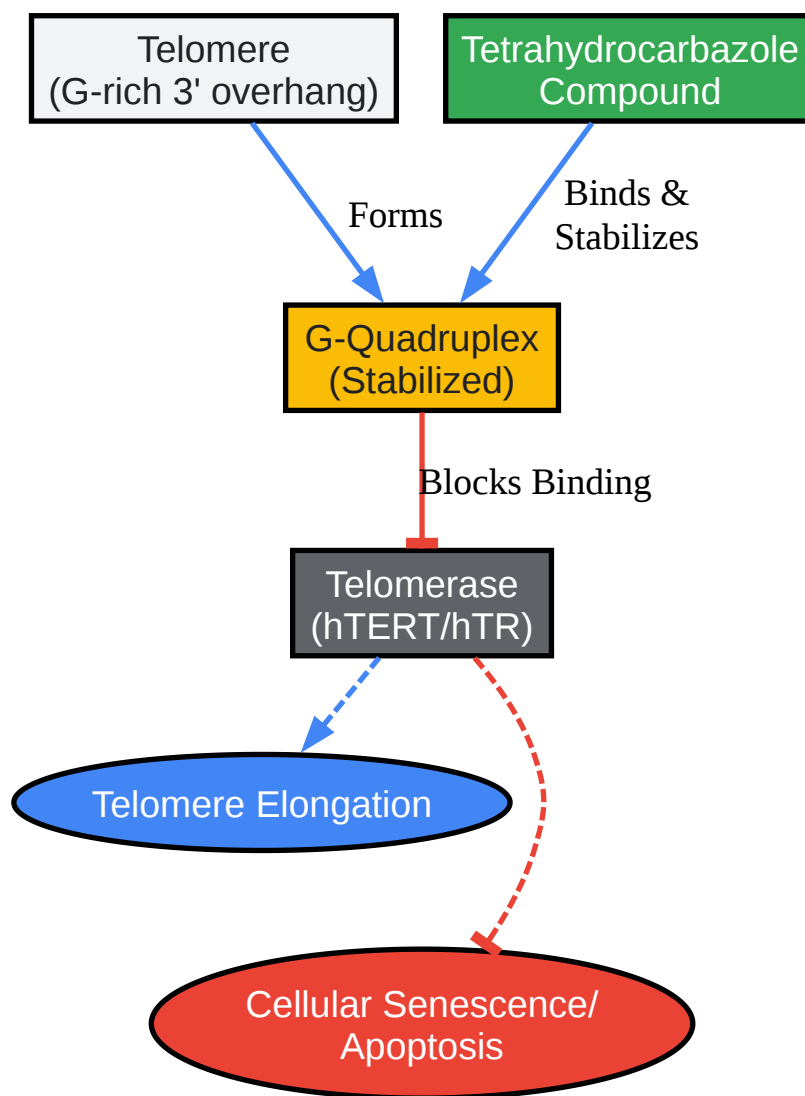 Telomere
(G-rich 3' overhang)
Tetrahydrocarbazole
Compound
Forms
Binds &
Stabilizes
G-Quadruplex
(Stabilized)
Blocks Binding
Telomerase
(hTERT/hTR)
Telomere Elongation
Cellular Senescence/
Apoptosis